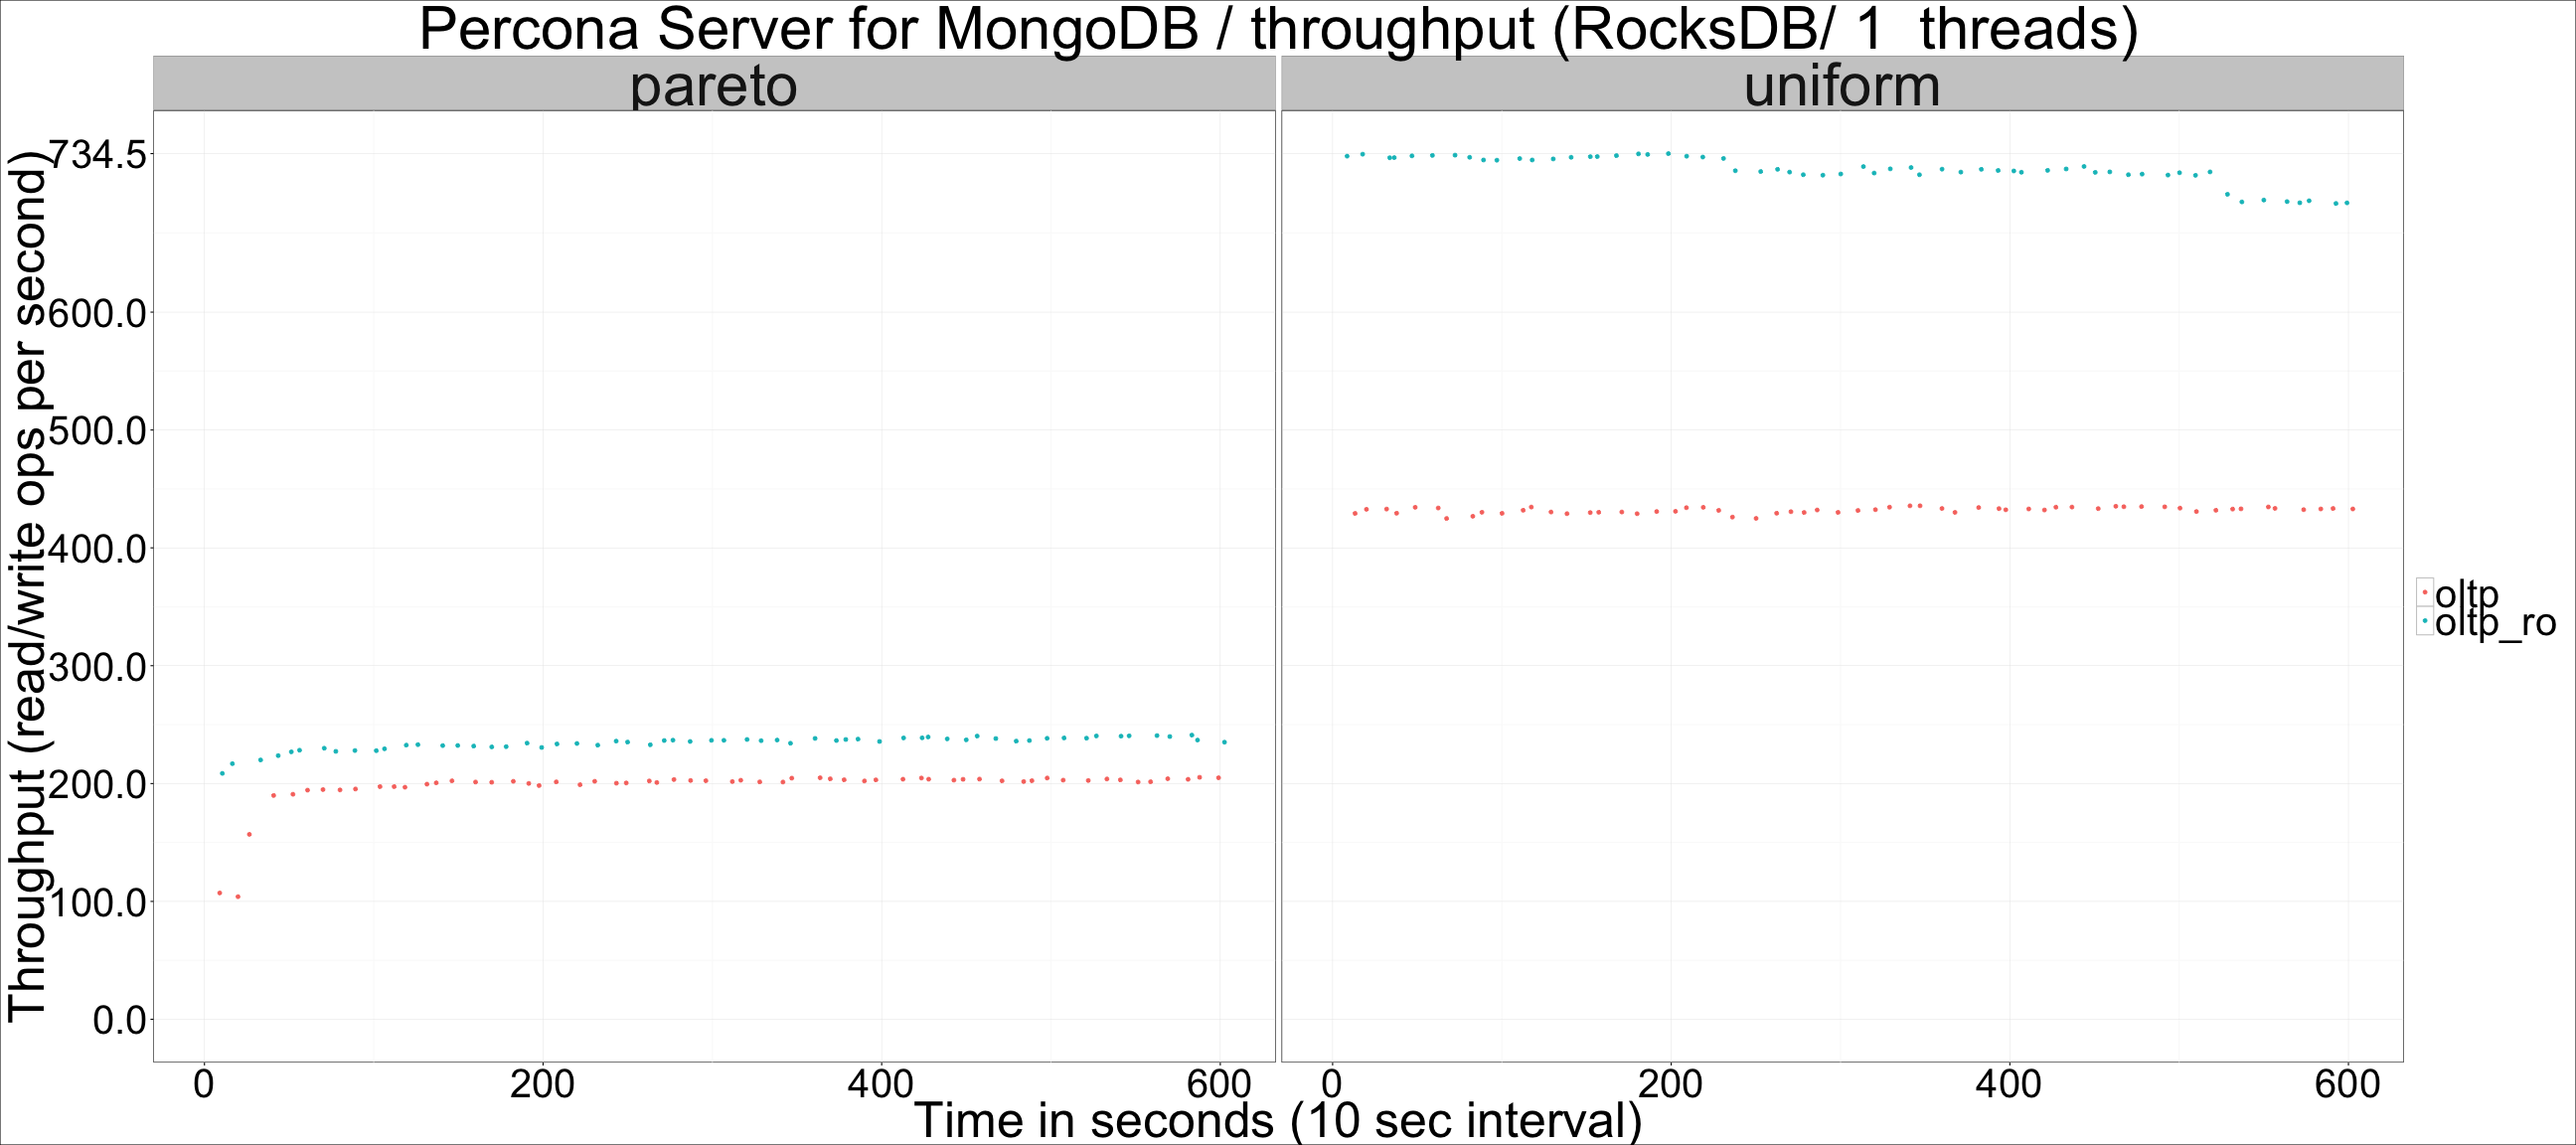 Percona Server for MongoDB / throughput (RocksDB/ 1  threads)
pareto
uniform
Throughput (read/write ops per second)
734.5
600.0
500.0
400.0
300.0
200.0
100.0
0.0
0 200 400 600
0 200 400 600
Time in seconds (10 sec interval)
oltp
oltp_ro